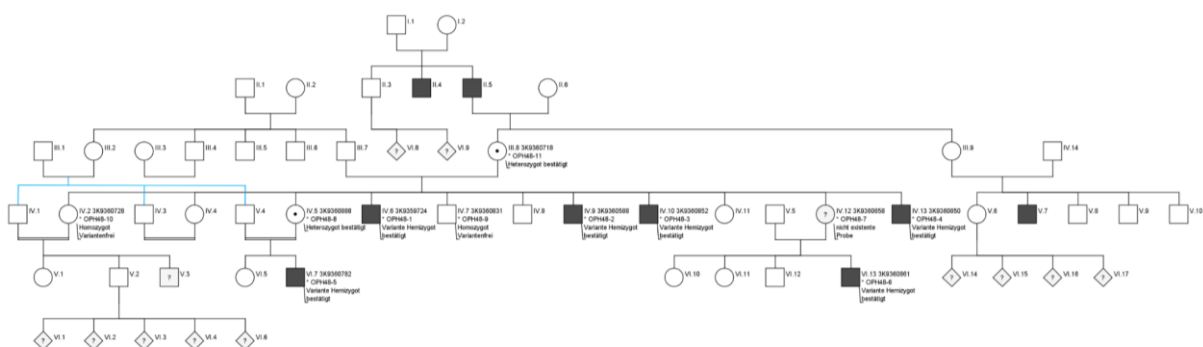 I.1
I.2
II.1
II.2
II.3
II.4
II.5
II.6
III.1
III.2
III.3
III.4
III.5
III.6
III.7
?
VI.8
?
VI.9
III.8 3K9360718
* OPH48-11
Heterozygot bestätigt
III.9
IV.14
IV.1
IV.2 3K9360728
* OPH48-10
Homozygot
Variantenfrei
IV.3
IV.4
V.4
IV.5 3K9360888
* OPH48-8
Heterozygot bestätigt
IV.6 3K9359724
* OPH48-1
Variante Hemizygot
bestätigt
IV.7 3K9360831
* OPH48-9
Homozygot
Variantenfrei
IV.8
IV.9 3K9360588
* OPH48-2
Variante Hemizygot
bestätigt
IV.10 3K9360852
* OPH48-3
Variante Hemizygot
bestätigt
IV.11
V.5
?
IV.12 3K9360858
* OPH48-7
nicht existente
Probe
IV.13 3K9360850
* OPH48-4
Variante Hemizygot
bestätigt
V.6
V.7
V.8
V.9
V.10
V.1
V.2
?
V.3
VI.5
VI.7 3K9360782
* OPH48-5
Variante Hemizygot
bestätigt
VI.10
VI.11
VI.12
VI.13 3K9360861
* OPH48-6
Variante Hemizygot
bestätigt
?
VI.14
?
VI.15
?
VI.16
?
VI.17
?
VI.1
?
VI.2
?
VI.3
?
VI.4
?
VI.6